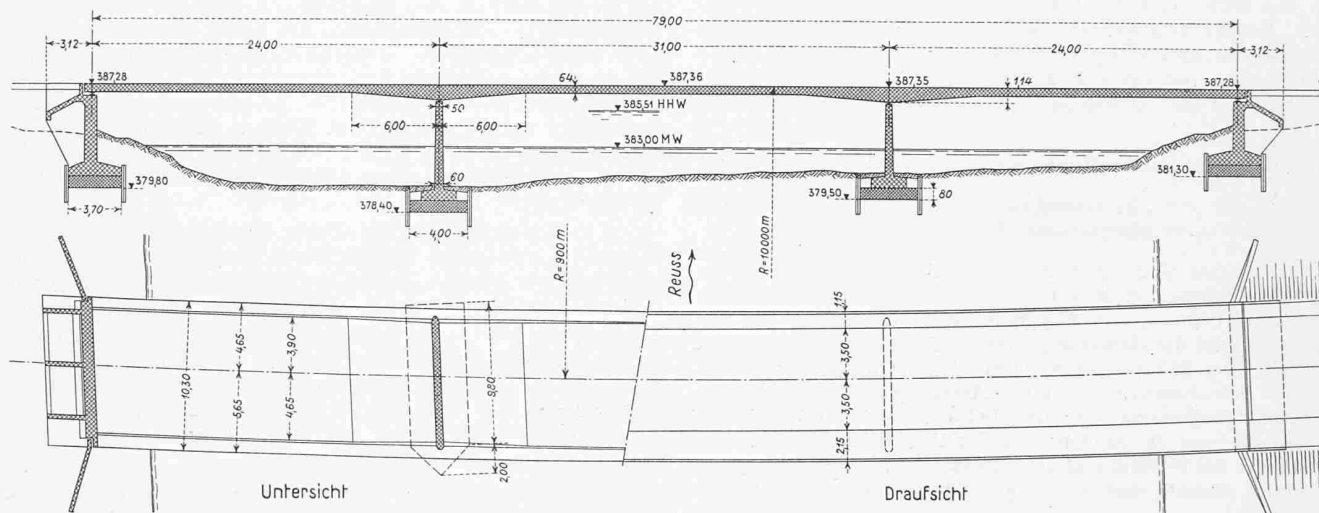 79,00
3,12 24,00 31,00 24,00 3,12
387,28 64 387,36 387,35 1,14 387,28
50 385,51 HHW
6,00 6,00
383,00 MW
379,80 60 381,30
3,70 378,40 379,50 80
4,00
R=900m Reuss R=10000m
1,15
4,65 3,90 3,50
10,30 9,80
5,65 4,65 3,50
2,15
2,00
Untersicht Draufsicht